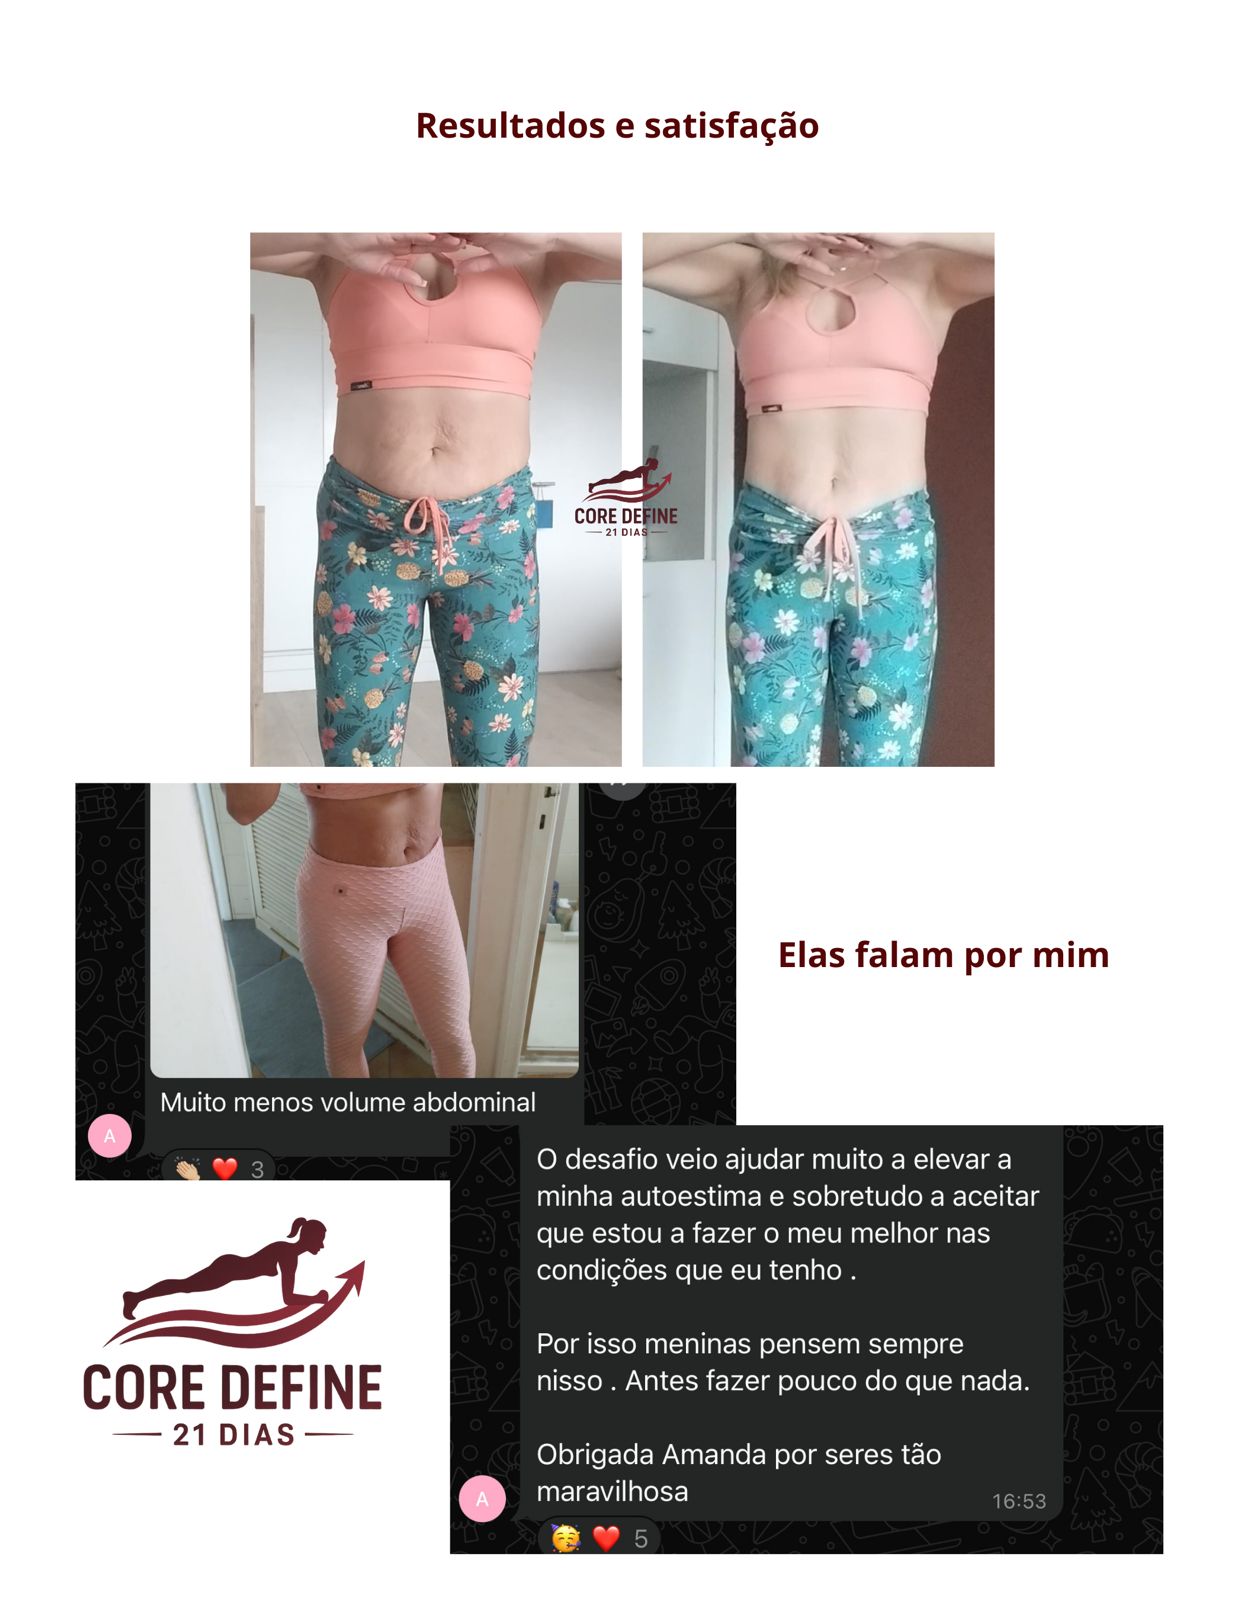 Resultados e satisfação
CORE DEFINE
21 DIAS
Muito menos volume abdominal
A
3
Elas falam por mim
O desafio veio ajudar muito a elevar a
minha autoestima e sobretudo a aceitar
que estou a fazer o meu melhor nas
condições que eu tenho .
Por isso meninas pensem sempre
nisso . Antes fazer pouco do que nada.
Obrigada Amanda por seres tão
maravilhosa
16:53
A
5
CORE DEFINE
21 DIAS